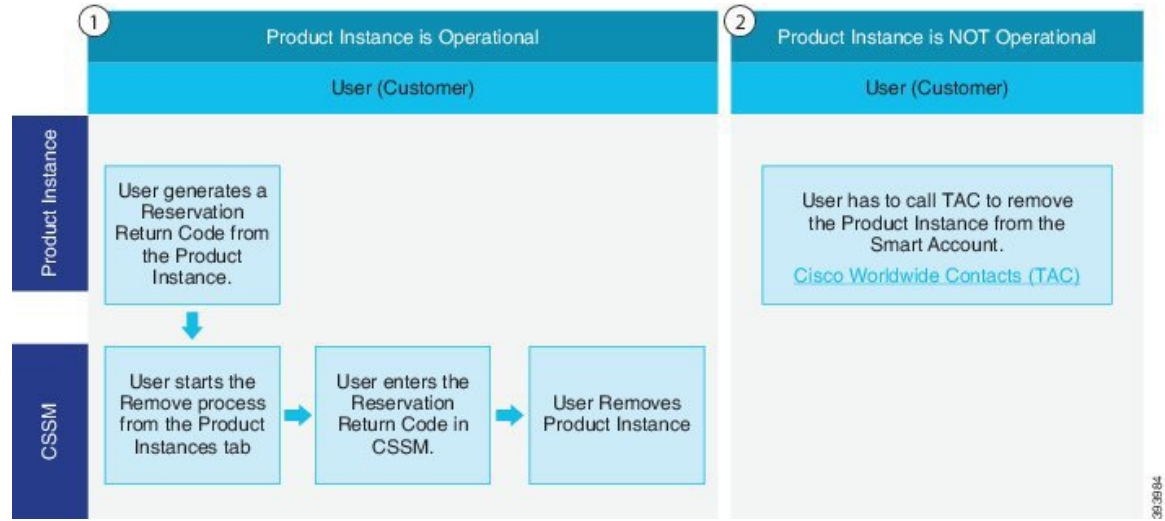 1
Product Instance is Operational
User (Customer)
2
Product Instance is NOT Operational
User (Customer)
Product Instance
User generates a
Reservation
Return Code from
the Product
Instance.
User has to call TAC to remove
the Product Instance from the
Smart Account.
Cisco Worldwide Contacts (TAC)
CSSM
User starts the
Remove process
from the Product
Instances tab
User enters the
Reservation
Return Code in
CSSM.
User Removes
Product Instance
393984